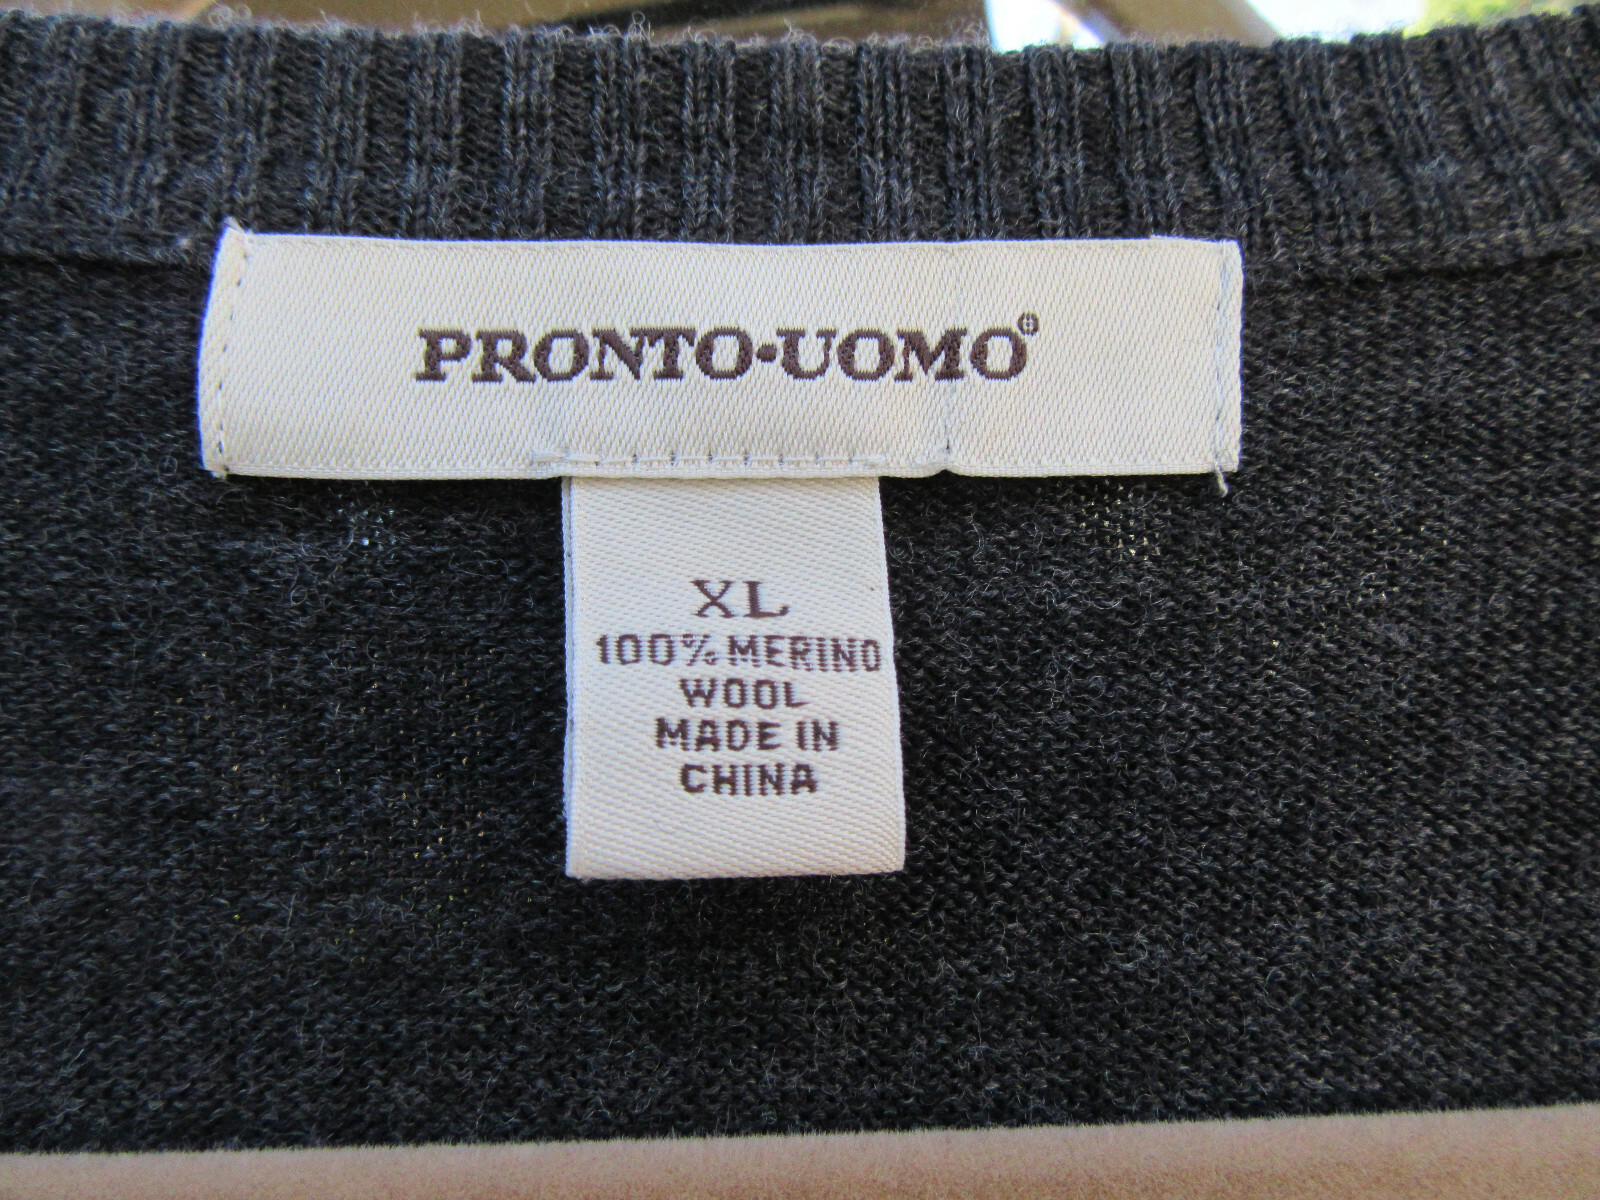 PRONTO•UOMO®
XL
100% MERINO
WOOL
MADE IN
CHINA